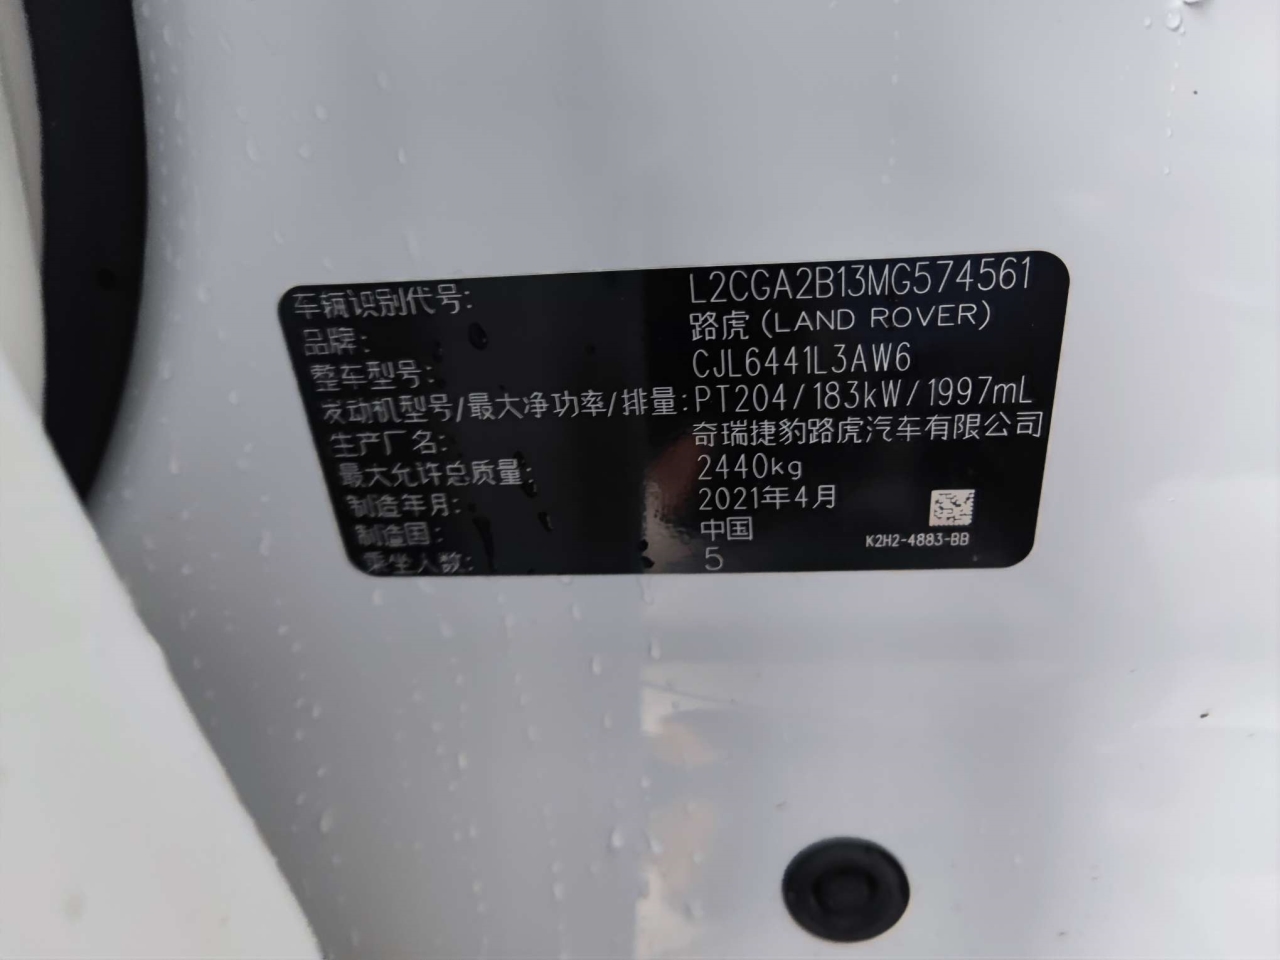 车辆识别代号: L2CGA2B13MG574561
品牌: 路虎 (LAND ROVER)
整车型号: CJL6441L3AW6
发动机型号/最大净功率/排量: PT204/183kW/1997mL
生产厂名: 奇瑞捷豹路虎汽车有限公司
最大允许总质量: 2440kg
制造年月: 2021年4月
制造国: 中国
乘坐人数: 5
K2H2-4883-BB